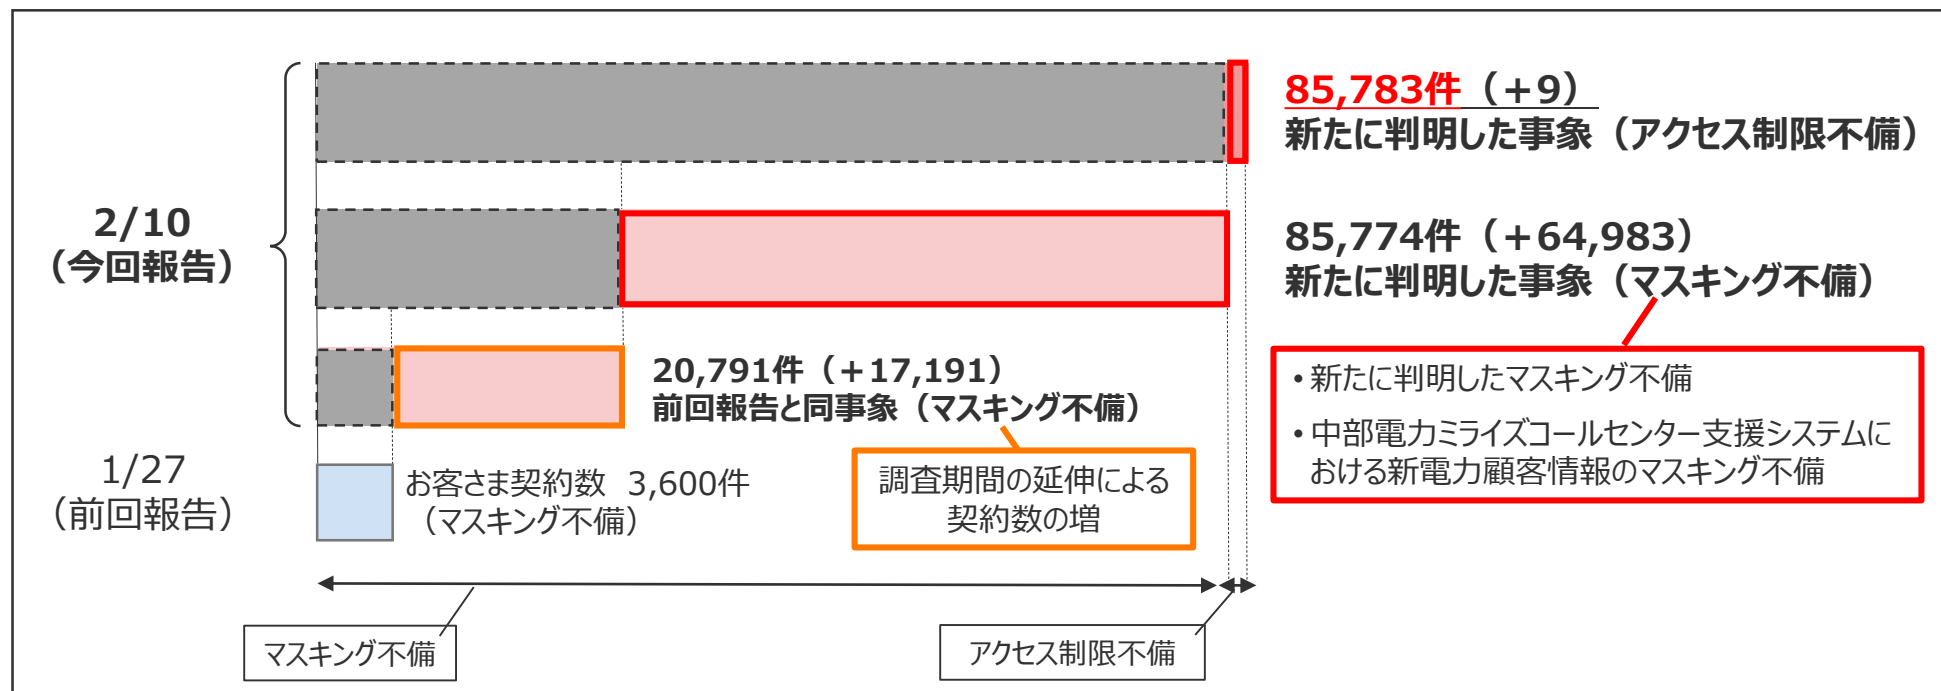 85,783件（＋9）
新たに判明した事象（アクセス制限不備）
2/10
（今回報告）
85,774件（＋64,983）
新たに判明した事象（マスキング不備）
20,791件（＋17,191）
前回報告と同事象（マスキング不備）
• 新たに判明したマスキング不備
• 中部電力ミライズコールセンター支援システムに
おける新電力顧客情報のマスキング不備
1/27
（前回報告）
お客さま契約数　3,600件
（マスキング不備）
調査期間の延伸による
契約数の増
マスキング不備
アクセス制限不備